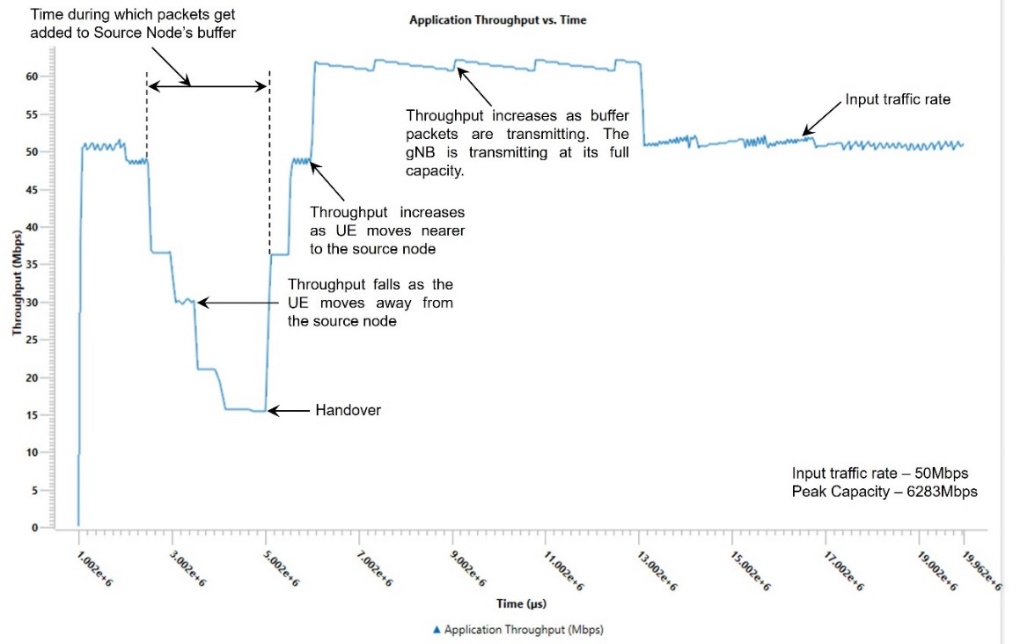 Time during which packets get
added to Source Node's buffer
Application Throughput vs. Time
Throughput (Mbps)
60
55
50
45
40
35
30
25
20
15
10
5
0
Input traffic rate
Throughput increases as buffer
packets are transmitting. The
gNB is transmitting at its full
capacity.
Throughput increases
as UE moves nearer
to the source node
Throughput falls as the
UE moves away from
the source node
Handover
Input traffic rate – 50Mbps
Peak Capacity – 6283Mbps
1.002e+6
3.002e+6
5.002e+6
7.002e+6
9.002e+6
11.002e+6
13.002e+6
15.002e+6
17.002e+6
19.002e+6
19.962e+6
Time (µs)
Application Throughput (Mbps)